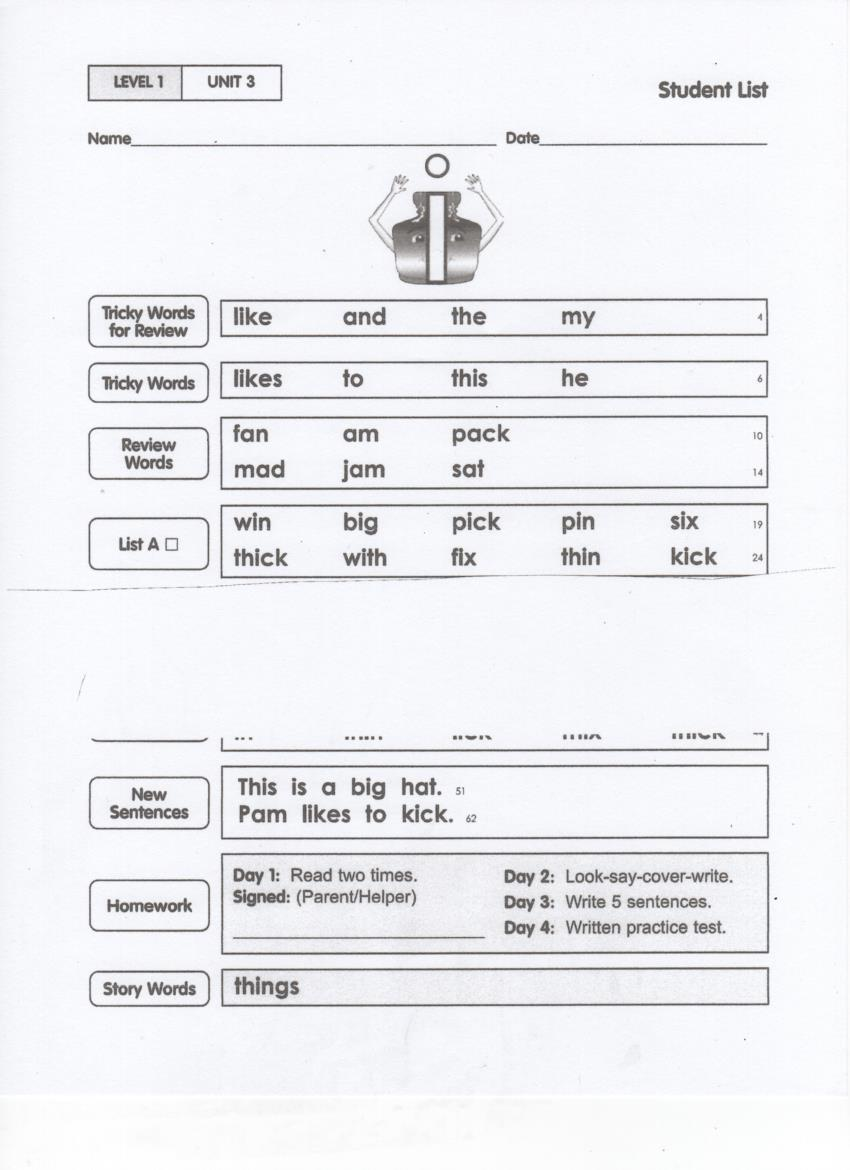 LEVEL 1 UNIT 3
Student List
Name Date
i
Tricky Words for Review
like and the my 4
Tricky Words
likes to this he 6
Review Words
fan am pack 10
mad jam sat 14
List A
win big pick pin six 19
thick with fix thin kick 24
New Sentences
This is a big hat. 51
Pam likes to kick. 62
Homework
Day 1: Read two times.
Signed: (Parent/Helper)
Day 2: Look-say-cover-write.
Day 3: Write 5 sentences.
Day 4: Written practice test.
Story Words
things